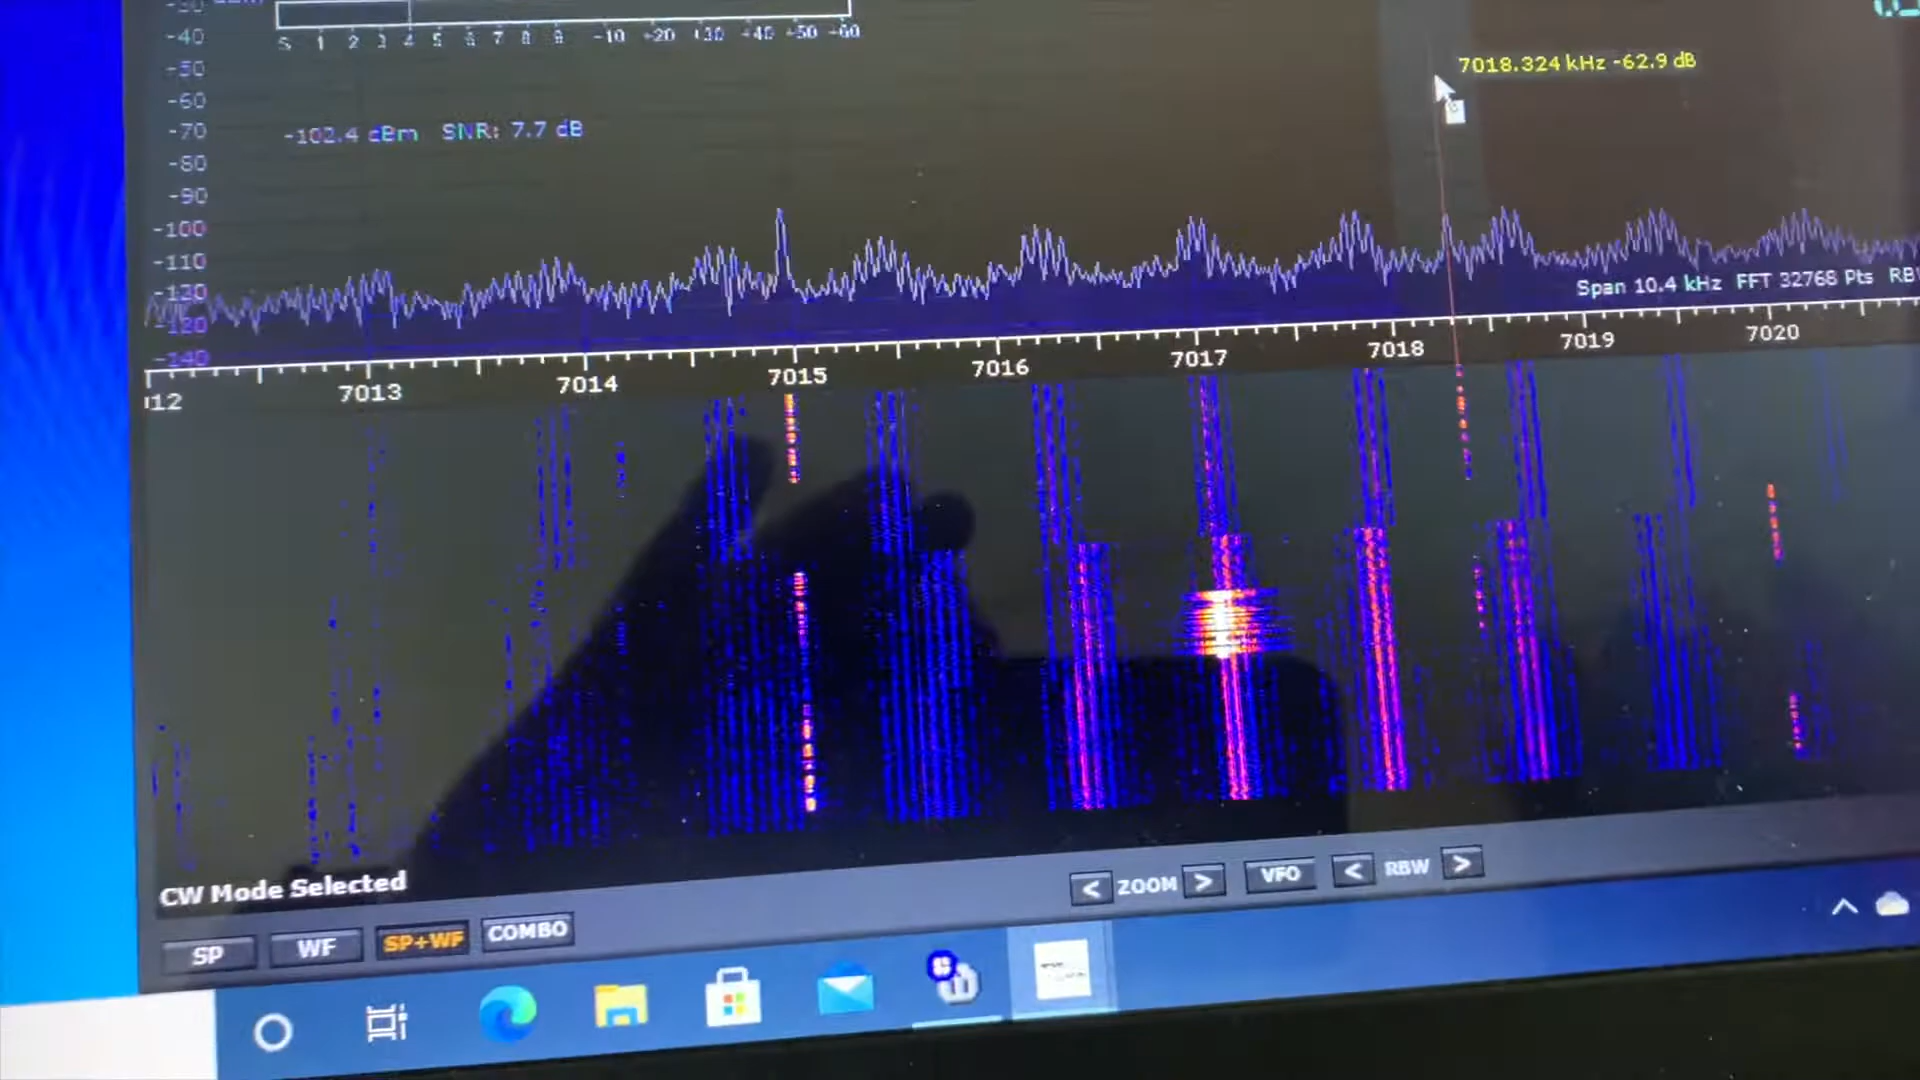 -40
S 1 2 3 4 5 6 7 8 9 -10 +20 +30 +40 +50 +60
7018.324 kHz -62.9 dB
-50
-60
-70
-102.4 dBm SNR: 7.7 dB
-80
-90
-100
-110
-120
-130
-140
Span 10.4 kHz FFT 32768 Pts RB
12 7013 7014 7015 7016 7017 7018 7019 7020
CW Mode Selected
< ZOOM > VFO < RBW >
SP WF SP+WF COMBO